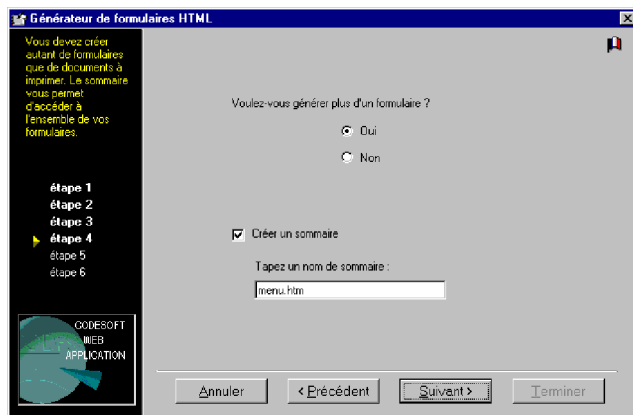 Générateur de formulaires HTML
Vous devez créer
autant de formulaires
que de documents à
imprimer. Le sommaire
vous permet
d'accéder à
l'ensemble de vos
formulaires.
étape 1
étape 2
étape 3
étape 4
étape 5
étape 6
CODESOFT
WEB
APPLICATION
Voulez-vous générer plus d'un formulaire ?
Oui
Non
Créer un sommaire
Tapez un nom de sommaire :
menu.htm
Annuler
< Précédent
Suivant >
Terminer